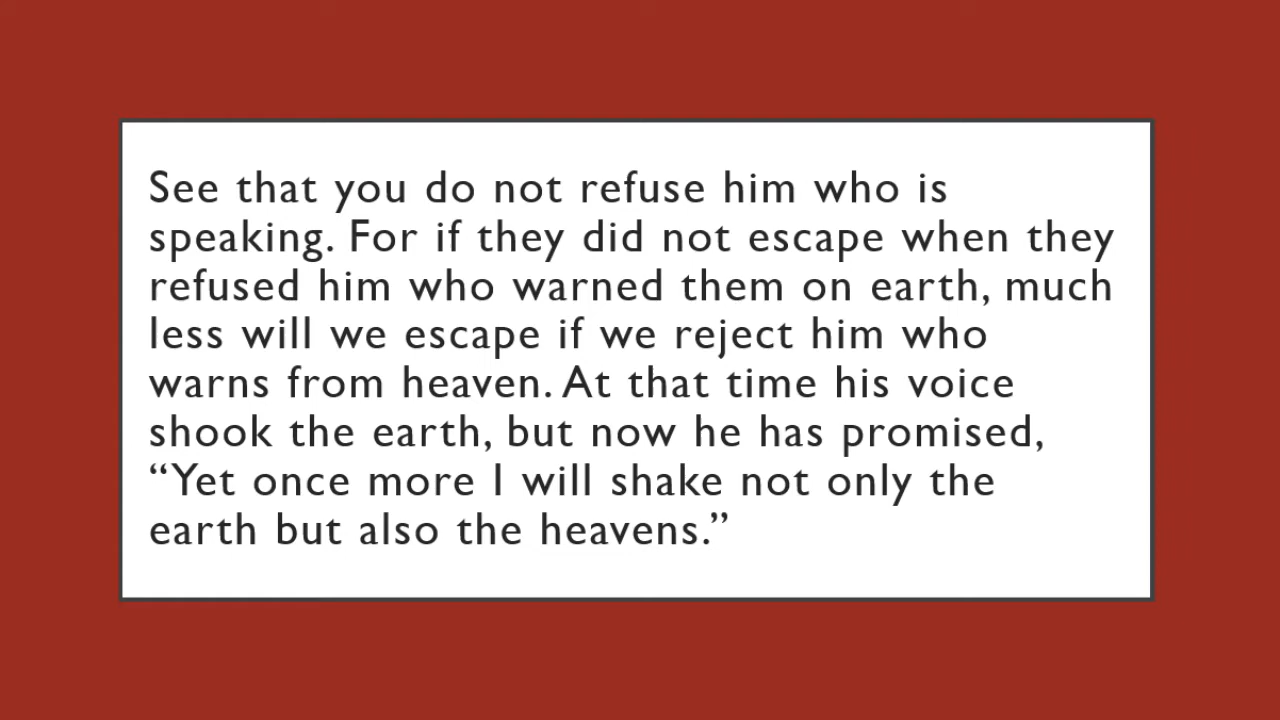 See that you do not refuse him who is
speaking. For if they did not escape when they
refused him who warned them on earth, much
less will we escape if we reject him who
warns from heaven. At that time his voice
shook the earth, but now he has promised,
“Yet once more I will shake not only the
earth but also the heavens.”